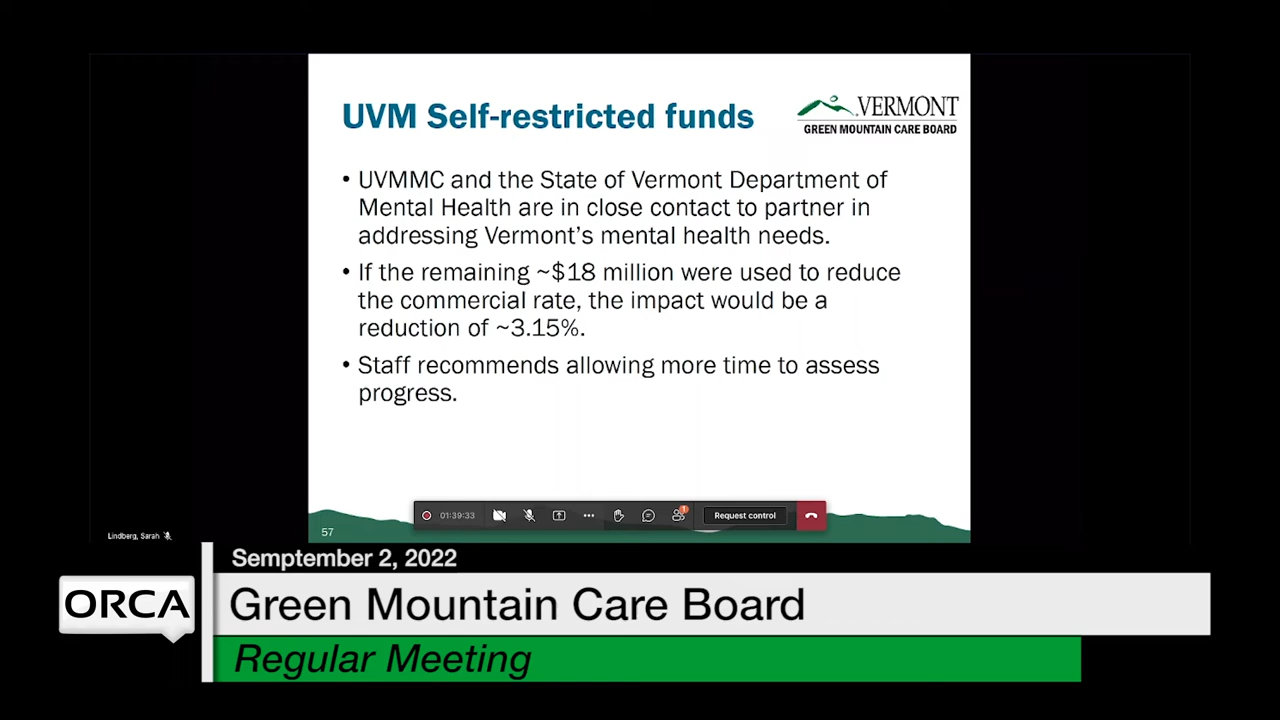 UVM Self-restricted funds
VERMONT
GREEN MOUNTAIN CARE BOARD
• UVMMC and the State of Vermont Department of
Mental Health are in close contact to partner in
addressing Vermont’s mental health needs.
• If the remaining ~$18 million were used to reduce
the commercial rate, the impact would be a
reduction of ~3.15%.
• Staff recommends allowing more time to assess
progress.
01:39:33
1
Request control
57
Lindberg, Sarah
Semptember 2, 2022
ORCA
Green Mountain Care Board
Regular Meeting